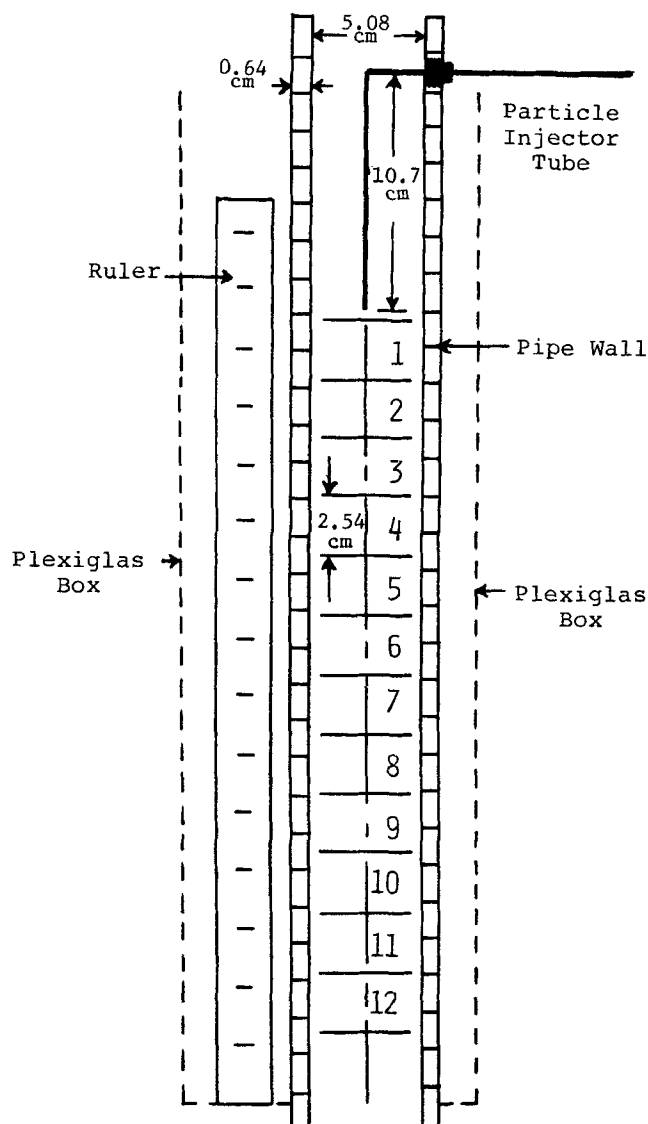 5.08
cm
0.64
cm
Particle
Injector
Tube
10.7
cm
Ruler
Pipe Wall
1
2
3
2.54
cm
4
Plexiglas
Box
5
Plexiglas
Box
6
7
8
9
10
11
12